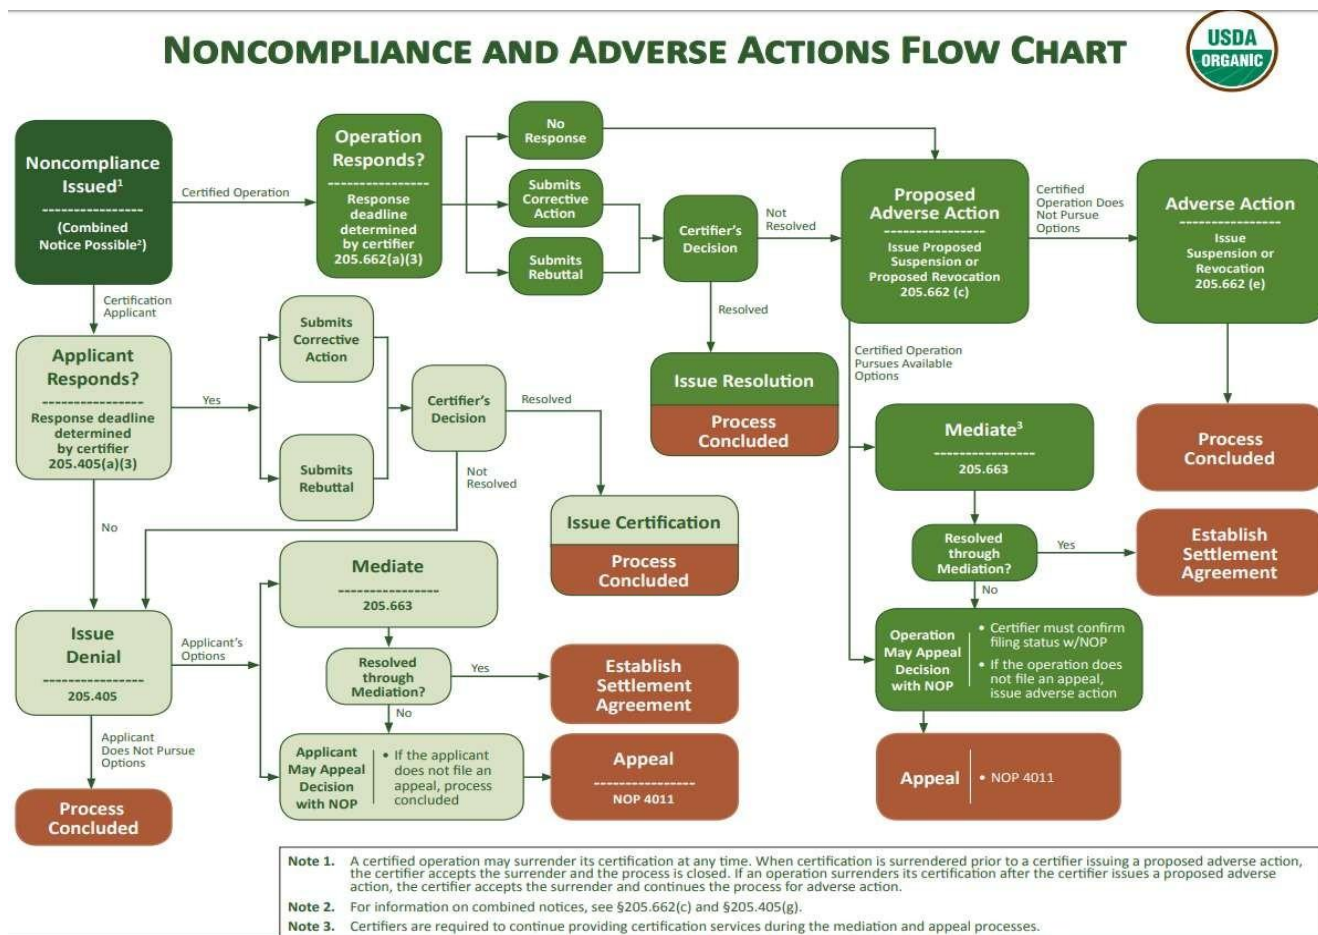 NONCOMPLIANCE AND ADVERSE ACTIONS FLOW CHART
USDA
ORGANIC
Noncompliance
Issued1
(Combined
Notice Possible2)
Certified Operation
Operation
Responds?
Response
deadline
determined
by certifier
205.662(a)(3)
No
Response
Submits
Corrective
Action
Submits
Rebuttal
Certifier's
Decision
Not
Resolved
Resolved
Issue Resolution
Process
Concluded
Proposed
Adverse Action
Issue Proposed
Suspension or
Proposed Revocation
205.662 (c)
Certified
Operation Does
Not Pursue
Options
Adverse Action
Issue
Suspension or
Revocation
205.662 (e)
Process
Concluded
Certified Operation
Pursues Available
Options
Mediate3
205.663
Resolved
through
Mediation?
Yes
Establish
Settlement
Agreement
No
Operation
May Appeal
Decision
with NOP
• Certifier must confirm
filing status w/NOP
• If the operation does
not file an appeal,
issue adverse action
Appeal
• NOP 4011
Certification
Applicant
Applicant
Responds?
Response deadline
determined
by certifier
205.405(a)(3)
Yes
Submits
Corrective
Action
Submits
Rebuttal
Certifier's
Decision
Resolved
Not
Resolved
Issue Certification
Process
Concluded
No
Issue
Denial
205.405
Applicant's
Options
Applicant
Does Not Pursue
Options
Process
Concluded
Mediate
205.663
Resolved
through
Mediation?
Yes
Establish
Settlement
Agreement
No
Applicant
May Appeal
Decision
with NOP
• If the applicant
does not file an
appeal, process
concluded
Appeal
NOP 4011
Note 1. A certified operation may surrender its certification at any time. When certification is surrendered prior to a certifier issuing a proposed adverse action,
the certifier accepts the surrender and the process is closed. If an operation surrenders its certification after the certifier issues a proposed adverse
action, the certifier accepts the surrender and continues the process for adverse action.
Note 2. For information on combined notices, see §205.662(c) and §205.405(g).
Note 3. Certifiers are required to continue providing certification services during the mediation and appeal processes.